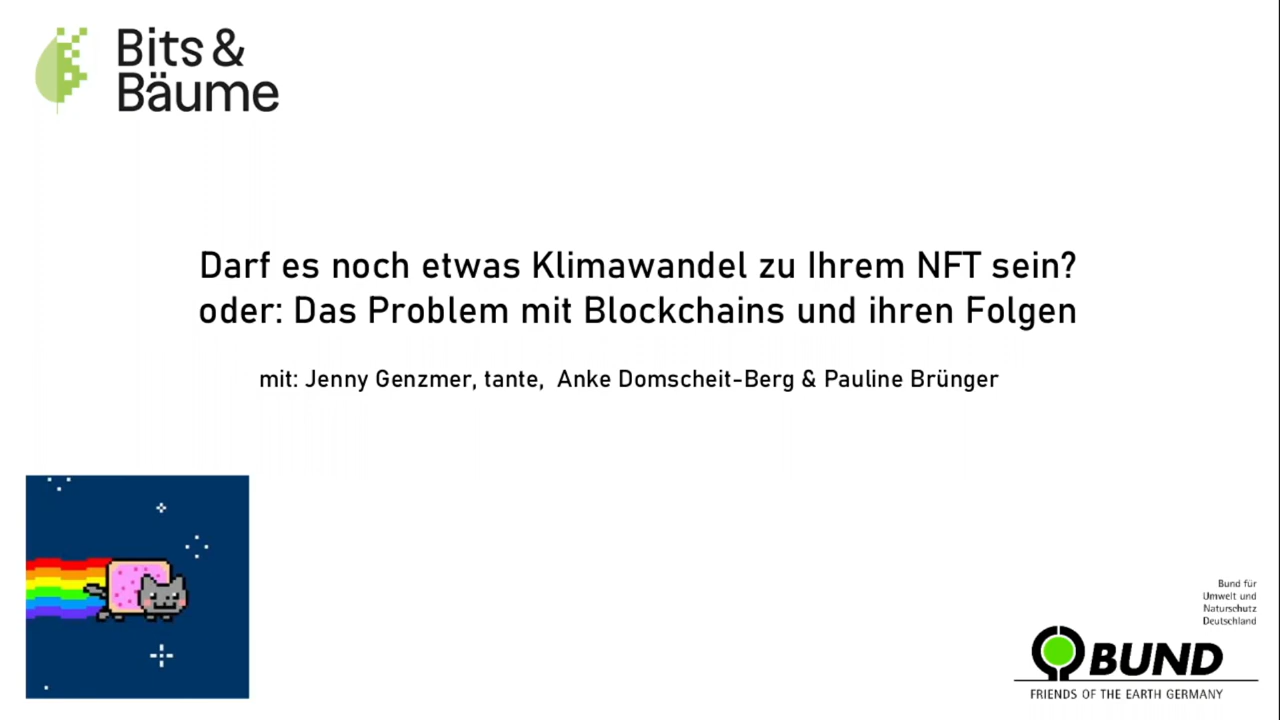 Bits &
Bäume
Darf es noch etwas Klimawandel zu Ihrem NFT sein?
oder: Das Problem mit Blockchains und ihren Folgen
mit: Jenny Genzmer, tante, Anke Domscheit-Berg & Pauline Brünger
Bund für
Umwelt und
Naturschutz
Deutschland
BUND
FRIENDS OF THE EARTH GERMANY